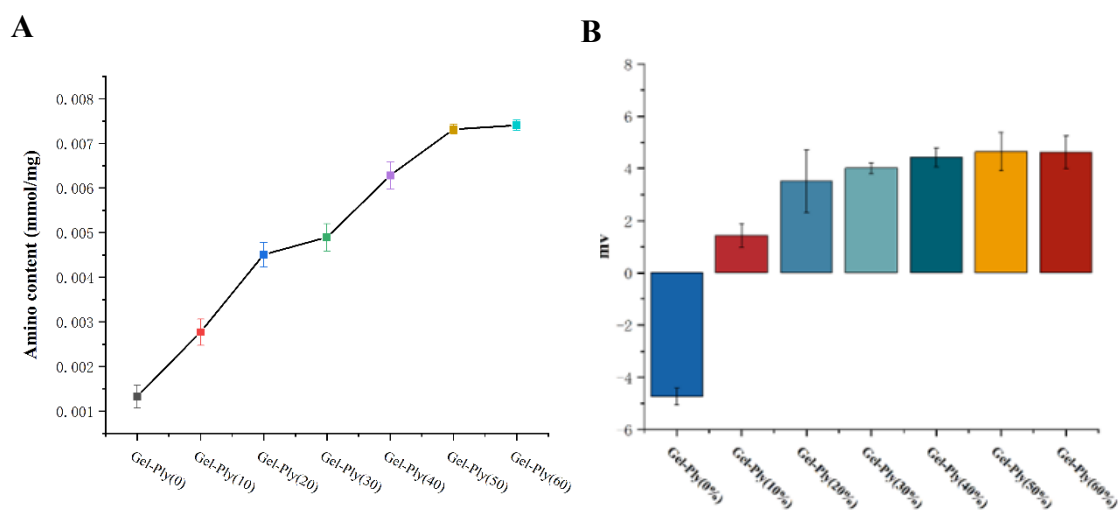 A
B
Amino content (mmol/mg)
0.008
0.007
0.006
0.005
0.004
0.003
0.002
0.001
Gel-Ply(0)
Gel-Ply(10)
Gel-Ply(20)
Gel-Ply(30)
Gel-Ply(40)
Gel-Ply(50)
Gel-Ply(60)
mv
8
6
4
2
0
-2
-4
-6
Gel-Ply(0%)
Gel-Ply(10%)
Gel-Ply(20%)
Gel-Ply(30%)
Gel-Ply(40%)
Gel-Ply(50%)
Gel-Ply(60%)